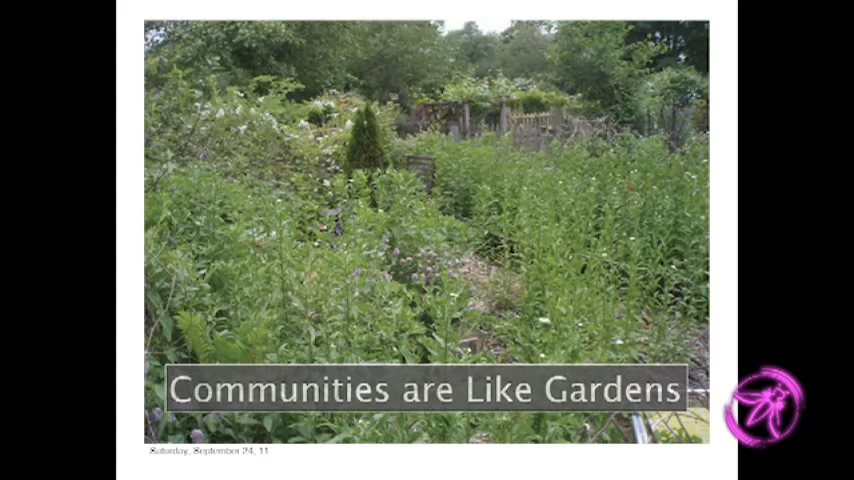 Communities are Like Gardens
Saturday, September 24, 11